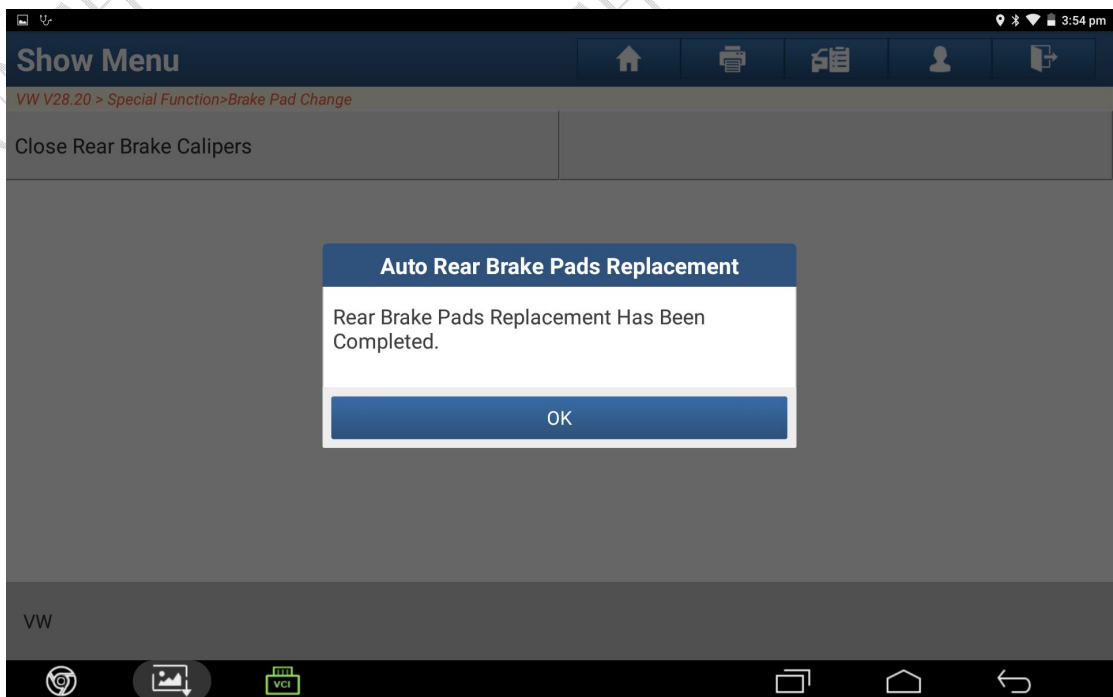 3:54 pm
Show Menu
VW V28.20 > Special Function>Brake Pad Change
Close Rear Brake Calipers
Auto Rear Brake Pads Replacement
Rear Brake Pads Replacement Has Been
Completed.
OK
VW
VCI